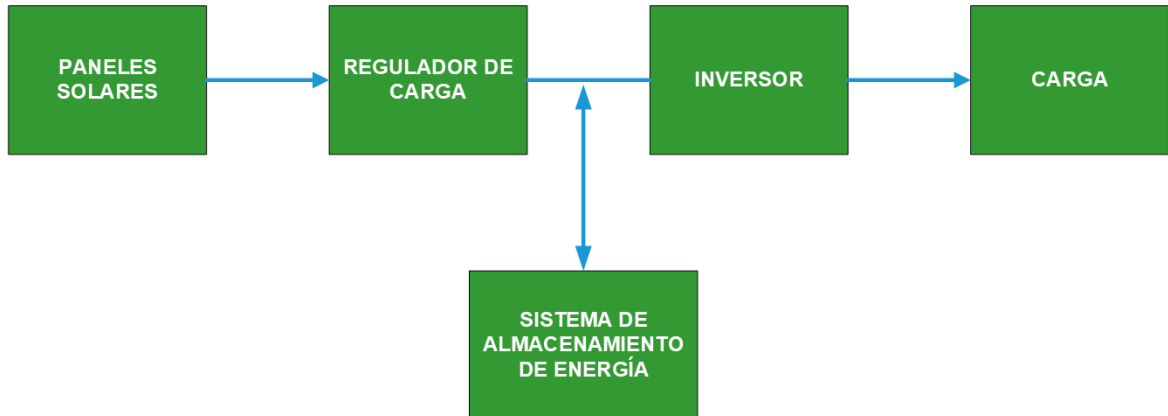 PANELES
SOLARES
REGULADOR DE
CARGA
INVERSOR
CARGA
SISTEMA DE
ALMACENAMIENTO
DE ENERGÍA